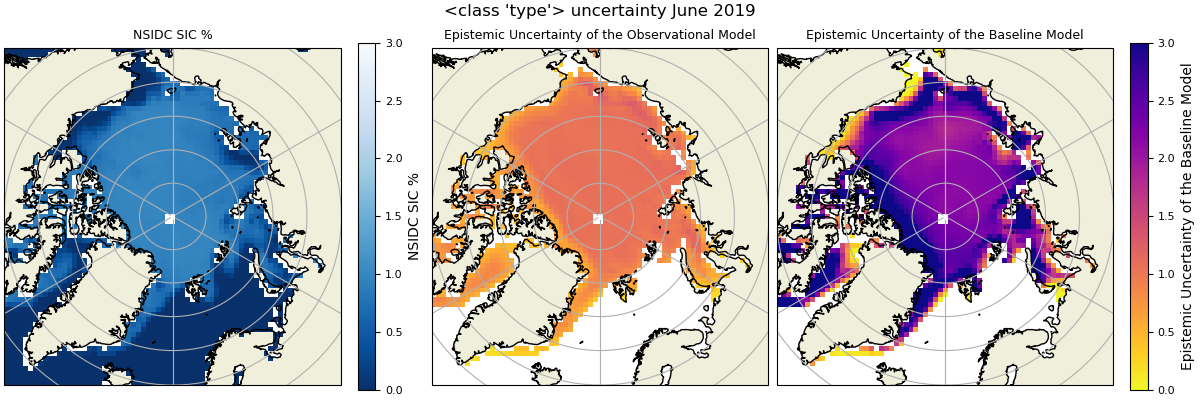 <class 'type'> uncertainty June 2019
NSIDC SIC %
Epistemic Uncertainty of the Observational Model
Epistemic Uncertainty of the Baseline Model
3.0
2.5
2.0
1.5
1.0
0.5
0.0
NSIDC SIC %
3.0
2.5
2.0
1.5
1.0
0.5
0.0
Epistemic Uncertainty of the Baseline Model